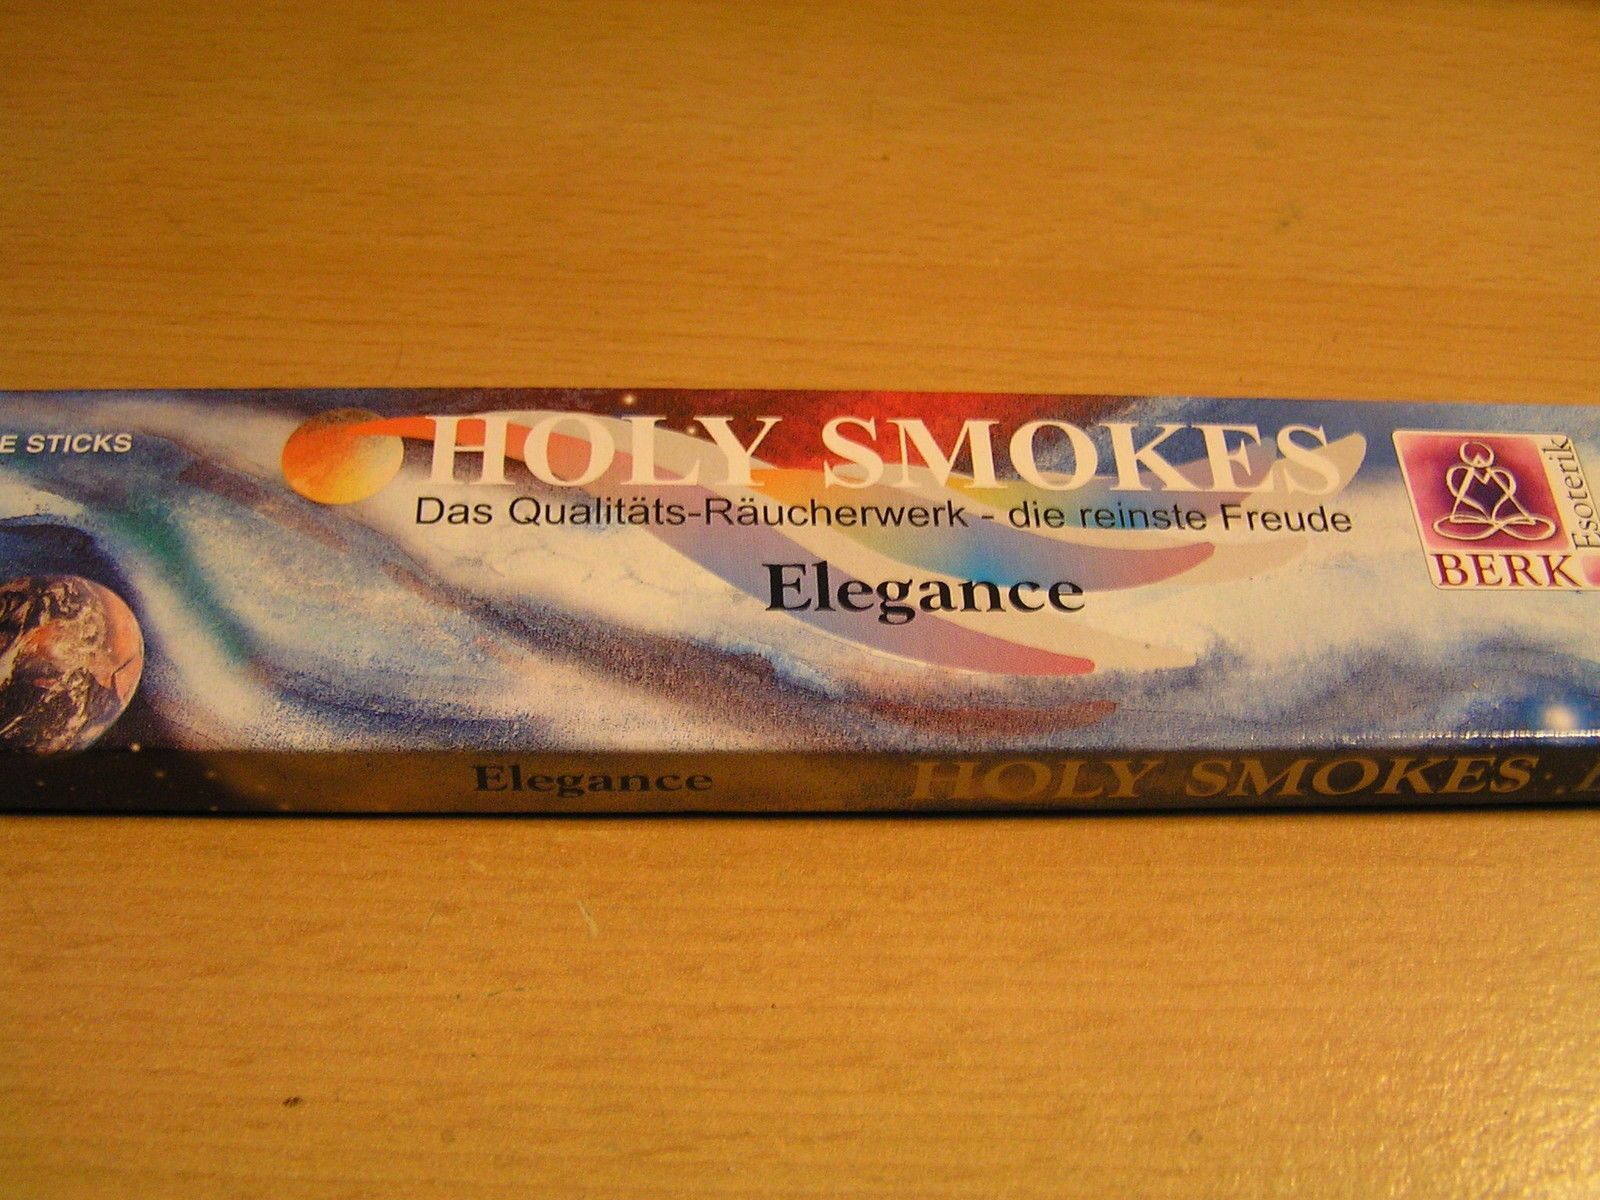 E STICKS
HOLY SMOKES
Das Qualitäts-Räucherwerk - die reinste Freude
Elegance
BERK
Esoterik
Elegance
HOLY SMOKES